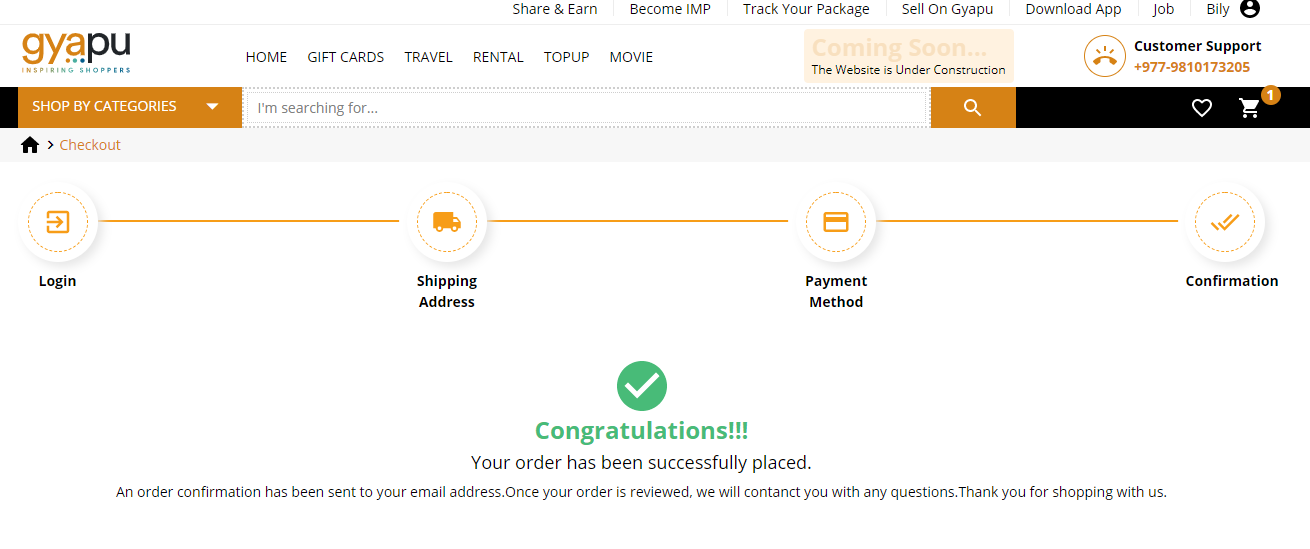 Share & Earn Become IMP Track Your Package Sell On Gyapu Download App Job Bily
gyapu
INSPIRING SHOPPERS
HOME GIFT CARDS TRAVEL RENTAL TOPUP MOVIE
Coming Soon...
The Website is Under Construction
Customer Support
+977-9810173205
SHOP BY CATEGORIES
I'm searching for...
1
Checkout
Login
Shipping
Address
Payment
Method
Confirmation
Congratulations!!!
Your order has been successfully placed.
An order confirmation has been sent to your email address.Once your order is reviewed, we will contanct you with any questions.Thank you for shopping with us.